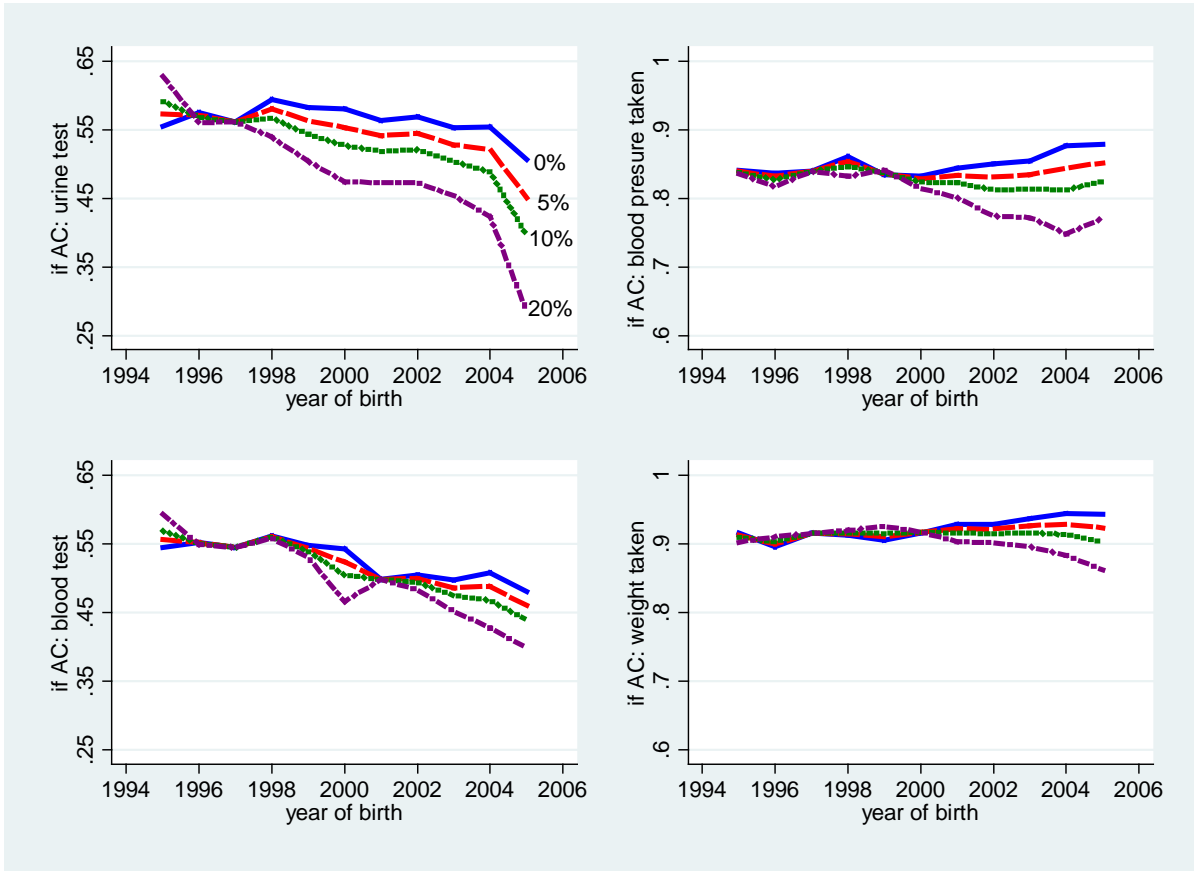 if AC: urine test
.65
.55
.45
.35
.25
0%
5%
10%
20%
1994 1996 1998 2000 2002 2004 2006
year of birth
if AC: blood pressure taken
1
.9
.8
.7
.6
1994 1996 1998 2000 2002 2004 2006
year of birth
if AC: blood test
.65
.55
.45
.35
.25
1994 1996 1998 2000 2002 2004 2006
year of birth
if AC: weight taken
1
.9
.8
.7
.6
1994 1996 1998 2000 2002 2004 2006
year of birth